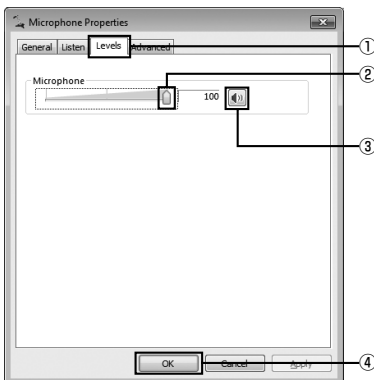 Microphone Properties
General Listen Levels Advanced
①
②
Microphone
100
③
OK Cancel Apply
④